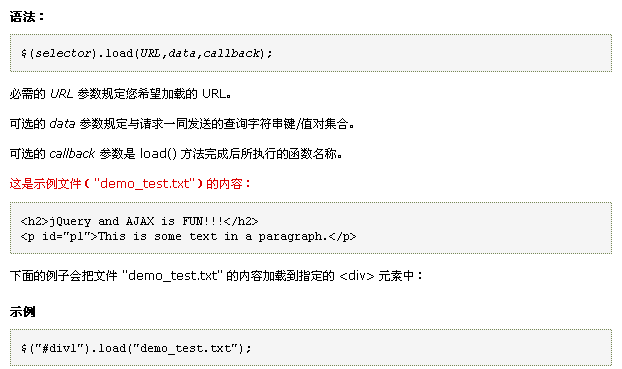 语法：
$(selector).load(URL,data,callback);
必需的 URL 参数规定您希望加载的 URL。
可选的 data 参数规定与请求一同发送的查询字符串键/值对集合。
可选的 callback 参数是 load() 方法完成后所执行的函数名称。
这是示例文件（"demo_test.txt"）的内容：
<h2>jQuery and AJAX is FUN!!!</h2>
<p id="p1">This is some text in a paragraph.</p>
下面的例子会把文件 "demo_test.txt" 的内容加载到指定的 <div> 元素中：
示例
$("#div1").load("demo_test.txt");